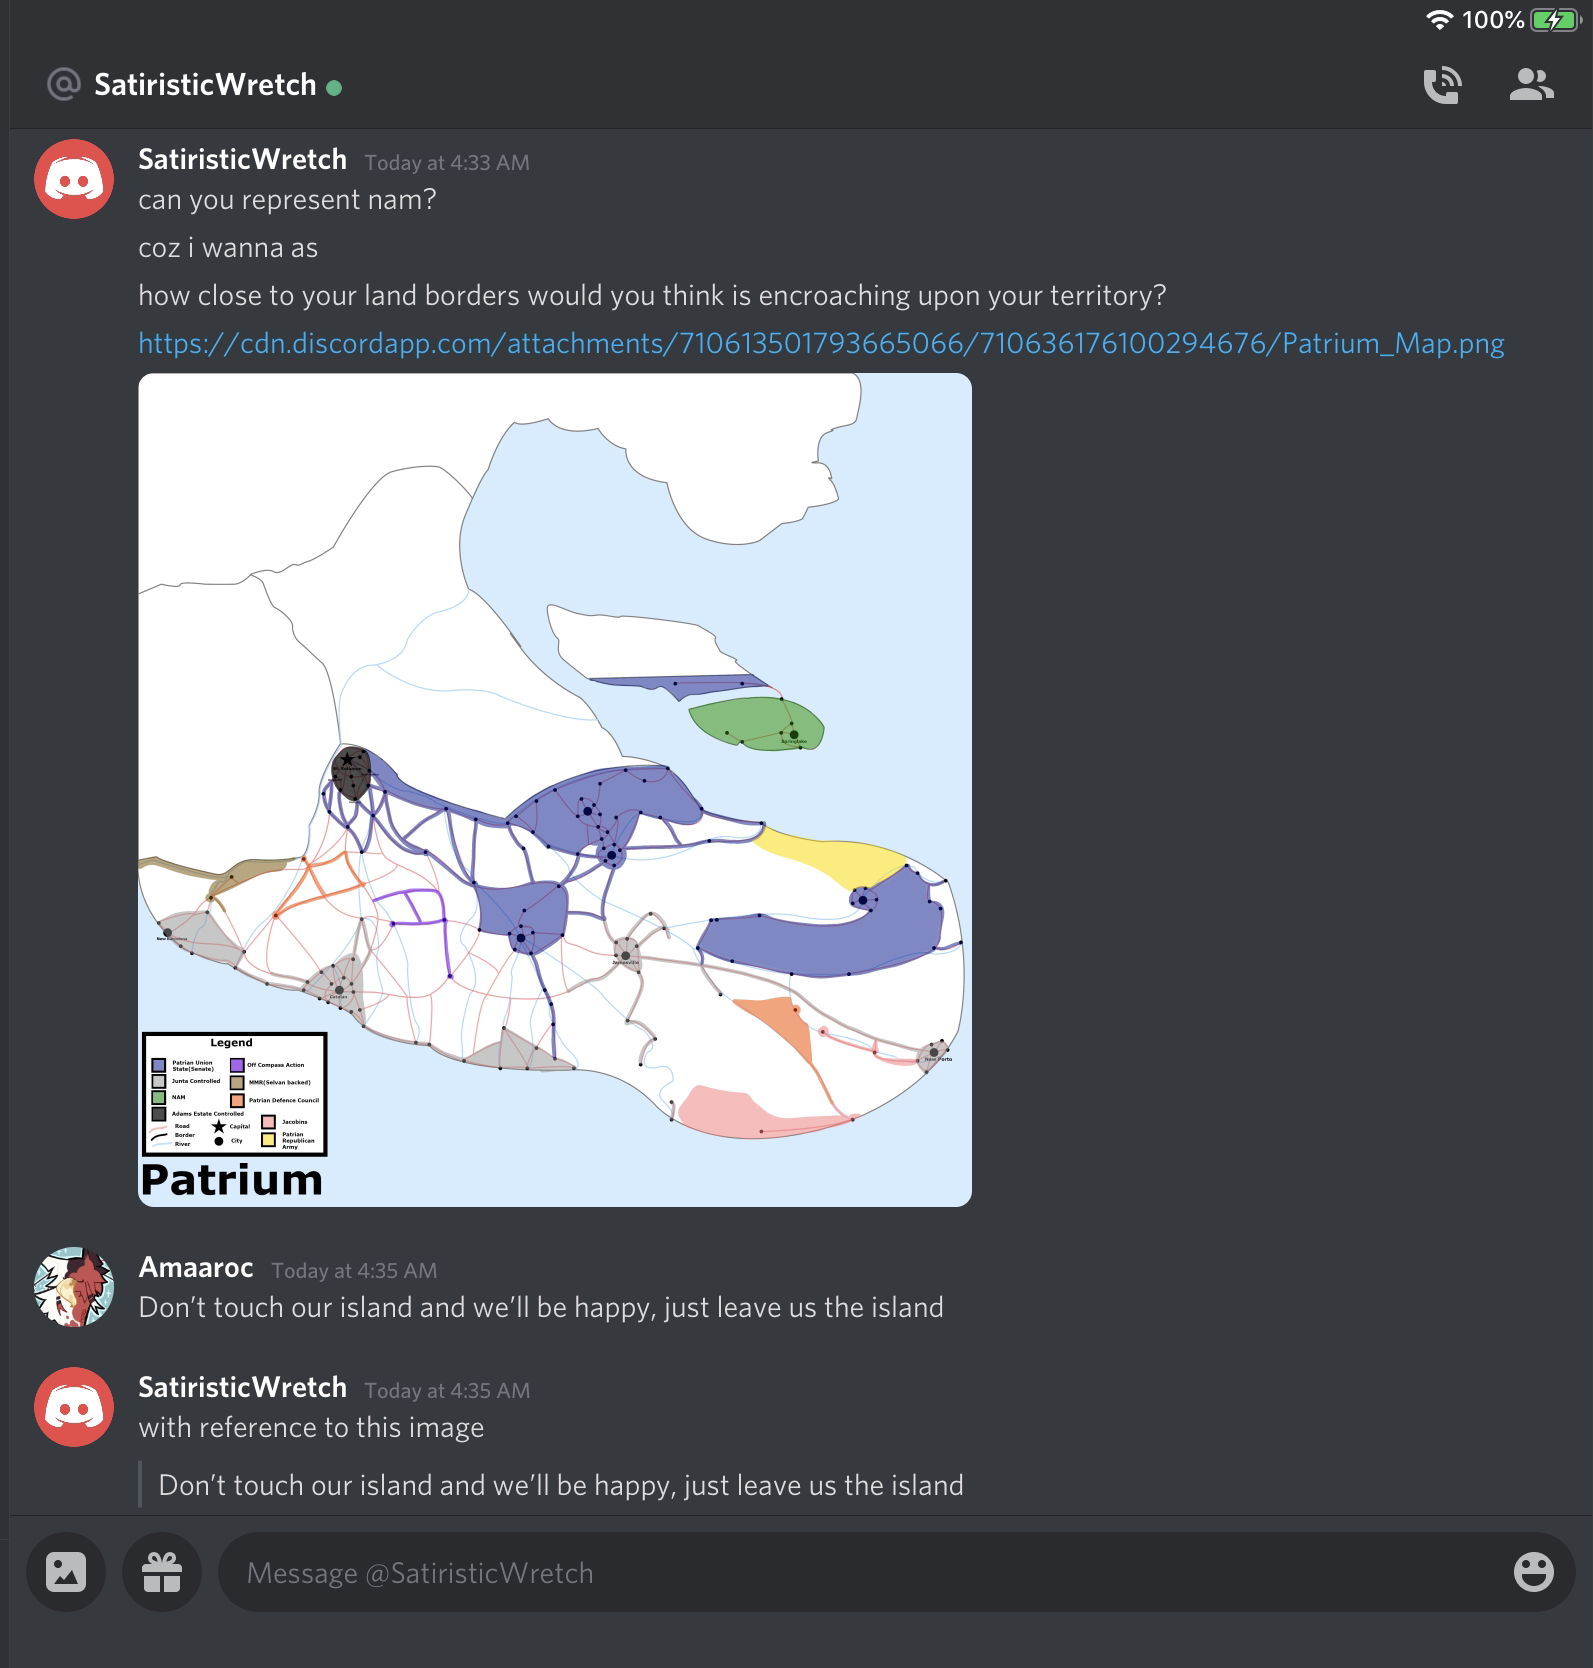 100%
@ SatiristicWretch
SatiristicWretch Today at 4:33 AM
can you represent nam?
coz i wanna as
how close to your land borders would you think is encroaching upon your territory?
https://cdn.discordapp.com/attachments/710613501793665066/710636176100294676/Patrium_Map.png
Springlake
Jacksonville
New Porto
Legend
Patrian Union
State(Senate)
Off Compass Action
Junta Controlled
MMR(Selvan backed)
NAM
Patrian Defence Council
Adams Estate Controlled
Road
Capital
Jacobins
Border
City
Patrian
Republican
Army
River
Patrium
Amaaroc Today at 4:35 AM
Don’t touch our island and we’ll be happy, just leave us the island
SatiristicWretch Today at 4:35 AM
with reference to this image
Don’t touch our island and we’ll be happy, just leave us the island
Message @SatiristicWretch